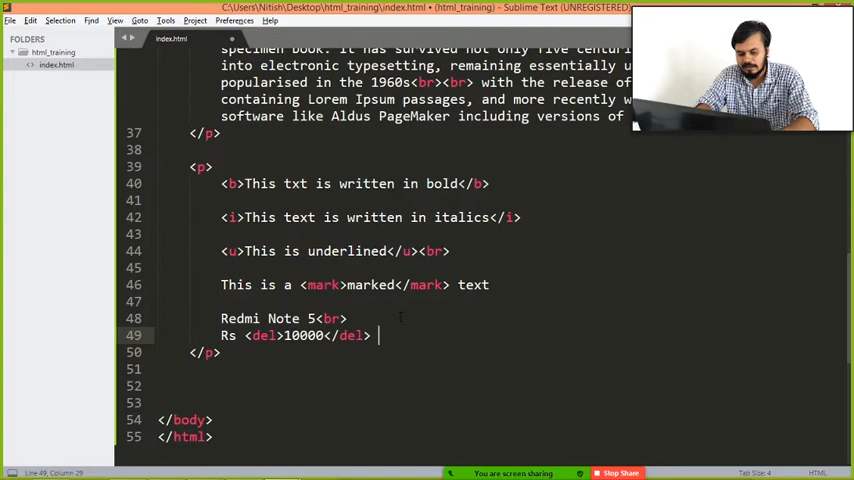 C:\Users\Nitish\Desktop\html_training\index.html • (html_training) - Sublime Text (UNREGISTERED)
File Edit Selection Find View Goto Tools Project Preferences Help
FOLDERS
html_training
index.html
index.html
specimen book. It has survived not only five centuri
into electronic typesetting, remaining essentially u
popularised in the 1960s<br><br> with the release of
containing Lorem Ipsum passages, and more recently w
software like Aldus PageMaker including versions of
37 </p>
38
39 <p>
40 <b>This txt is written in bold</b>
41
42 <i>This text is written in italics</i>
43
44 <u>This is underlined</u><br>
45
46 This is a <mark>marked</mark> text
47
48 Redmi Note 5<br>
49 Rs <del>10000</del>
50 </p>
51
52
53
54 </body>
55 </html>
Line 49, Column 29
You are screen sharing
Stop Share
Tab Size: 4
HTML